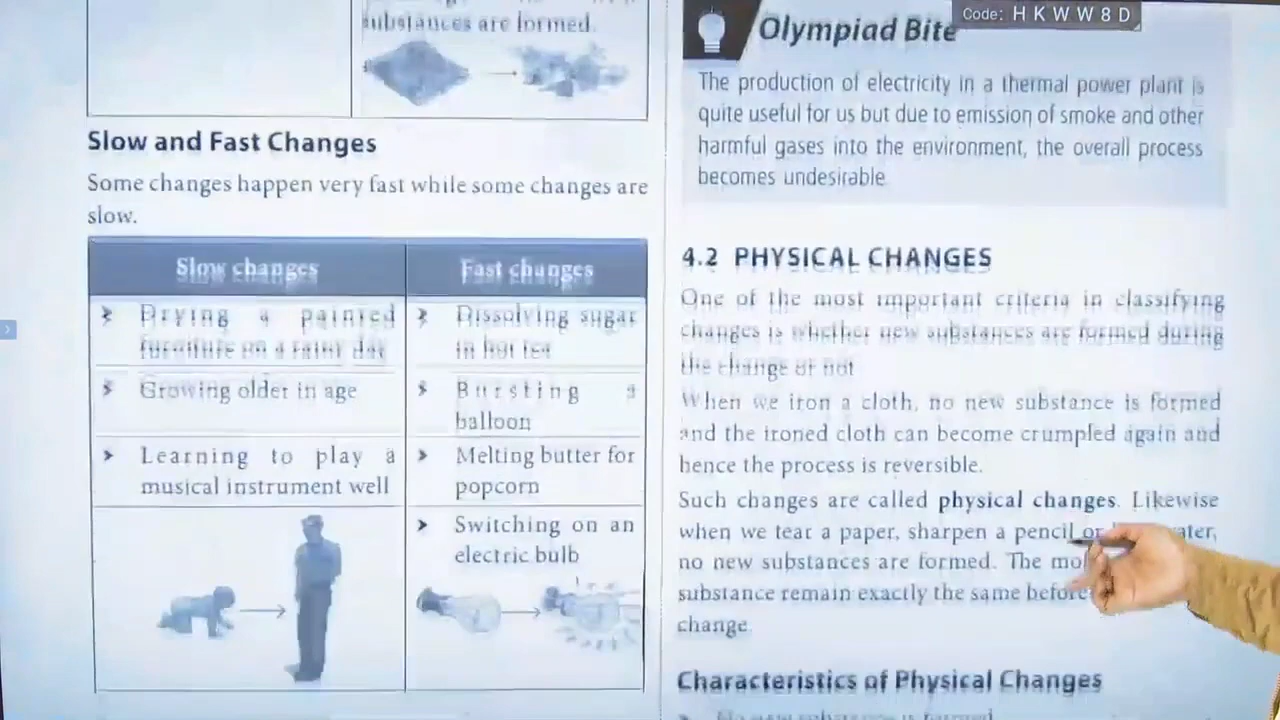 substances are formed.
Slow and Fast Changes
Some changes happen very fast while some changes are
slow.
Slow changes
Fast changes
➤ Drying a painted
furniture on a rainy day
➤ Growing older in age
➤ Learning to play a
musical instrument well
➤ Dissolving sugar
in hot tea
➤ Bursting a
balloon
➤ Melting butter for
popcorn
➤ Switching on an
electric bulb
Code: HKWW8D
Olympiad Bite
The production of electricity in a thermal power plant is
quite useful for us but due to emission of smoke and other
harmful gases into the environment, the overall process
becomes undesirable.
4.2 PHYSICAL CHANGES
One of the most important criteria in classifying
changes is whether new substances are formed during
the change or not
When we iron a cloth, no new substance is formed
and the ironed cloth can become crumpled again and
hence the process is reversible.
Such changes are called physical changes. Likewise
when we tear a paper, sharpen a pencil or
no new substances are formed. The
substance remain exactly the same before
change.
Characteristics of Physical Changes
No new substance is formed